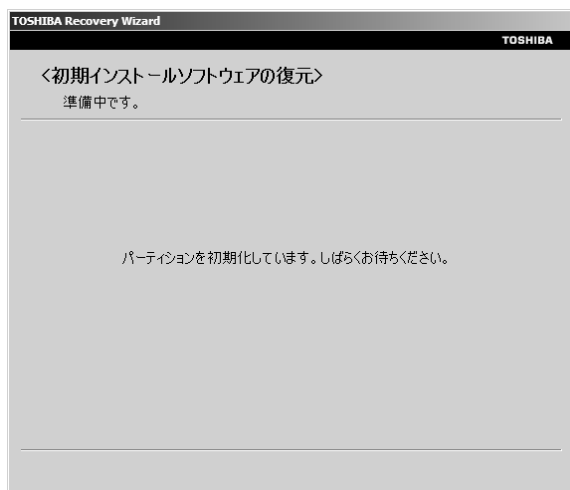 TOSHIBA Recovery Wizard
TOSHIBA
<初期インストールソフトウェアの復元>
準備中です。
パーティションを初期化しています。しばらくお待ちください。